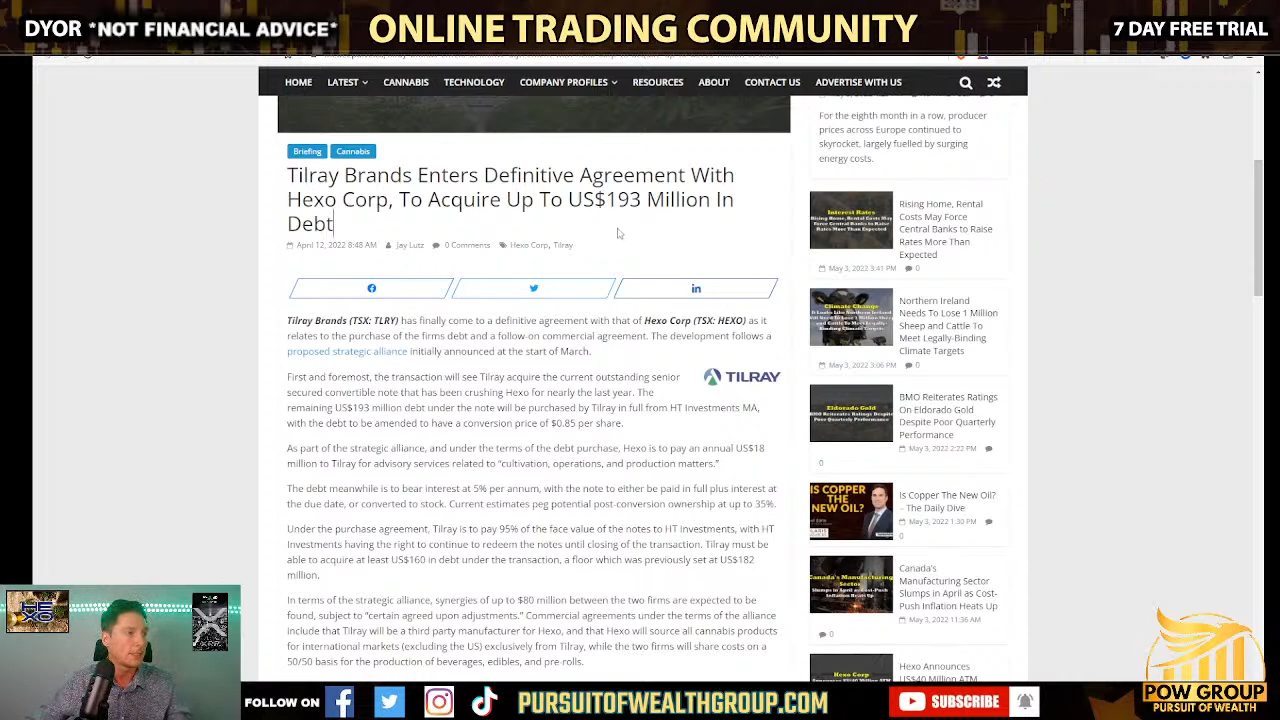 DYOR *NOT FINANCIAL ADVICE*
ONLINE TRADING COMMUNITY
7 DAY FREE TRIAL
HOME
LATEST
CANNABIS
TECHNOLOGY
COMPANY PROFILES
RESOURCES
ABOUT
CONTACT US
ADVERTISE WITH US
Briefing
Cannabis
Tilray Brands Enters Definitive Agreement With
Hexo Corp, To Acquire Up To US$193 Million In
Debt
April 12, 2022 8:48 AM
Jay Lutz
0 Comments
Hexo Corp, Tilray
come to a definitive agreement on behalf of Hexo Corp (TSX: HEXO) as it
relates to the purchase of outstanding debt and a follow-on commercial agreement. The development follows a
proposed strategic alliance initially announced at the start of March.
First and foremost, the transaction will see Tilray acquire the current outstanding senior
secured convertible note that has been crushing Hexo for nearly the last year. The
remaining US$193 million debt under the note will be purchased by Tilray in full from HT Investments MA,
with terms amended to reflect a conversion price of C$0.85 per share.
TILRAY
As part of the strategic alliance, and under the terms of the debt purchase, Hexo is to pay an annual US$18
million to Tilray for advisory services related to “cultivation, operations, and production matters.”
The debt meanwhile is to bear interest at 5% per annum, with the note to either be paid in full plus interest at
the due date, or converted to stock. Current estimates peg potential conversion ownership at up to 35%.
Under the purchase agreement, Tilray is to pay 95% of the face value of the notes to HT Investments, with HT
Investments having the right to continue to redeem the notes until closing of the transaction. Tilray must be
able to acquire at least US$160 in debt under the transaction, a floor which was previously set at US$182
million.
In terms of the strategic alliance, synergies of up to $80 million between the two firms are expected to be
found, subject to “certain agreed upon adjustments.” Commercial agreements under the terms of the alliance
include that Tilray will be a third-party manufacturer for Hexo, and that Hexo will source all cannabis products
for international markets (excluding the US) exclusively from Tilray, while the two firms will share costs on a
50/50 basis for the production of beverages, edibles, and pre-rolls.
For the eighth month in a row, producer
prices across Europe continued to
skyrocket, largely fuelled by surging
energy costs.
Interest Rates
Rising Home, Rental
Costs May Force
Central Banks to Raise
Rates More Than
Expected
May 3, 2022 3:41 PM
0
Climate Change
Northern Ireland
Needs To Lose 1 Million
Sheep and Cattle To
Meet Legally-Binding
Climate Targets
May 3, 2022 3:06 PM
0
Eldorado Gold
BMO Reiterates Ratings
On Eldorado Gold
Despite Poor Quarterly
Performance
May 3, 2022 2:22 PM
0
IS COPPER
THE
NEW OIL?
Is Copper The New Oil?
– The Daily Dive
May 3, 2022 1:30 PM
0
Canada's Manufacturing
Sector
Canada's
Manufacturing Sector
Slumps in April as Cost-
Push Inflation Heats Up
May 3, 2022 11:36 AM
0
Hexo Corp
Hexo Announces
US$40 Million ATM
FOLLOW ON
PURSUITOFWEALTHGROUP.COM
SUBSCRIBE
POW GROUP
PURSUIT OF WEALTH